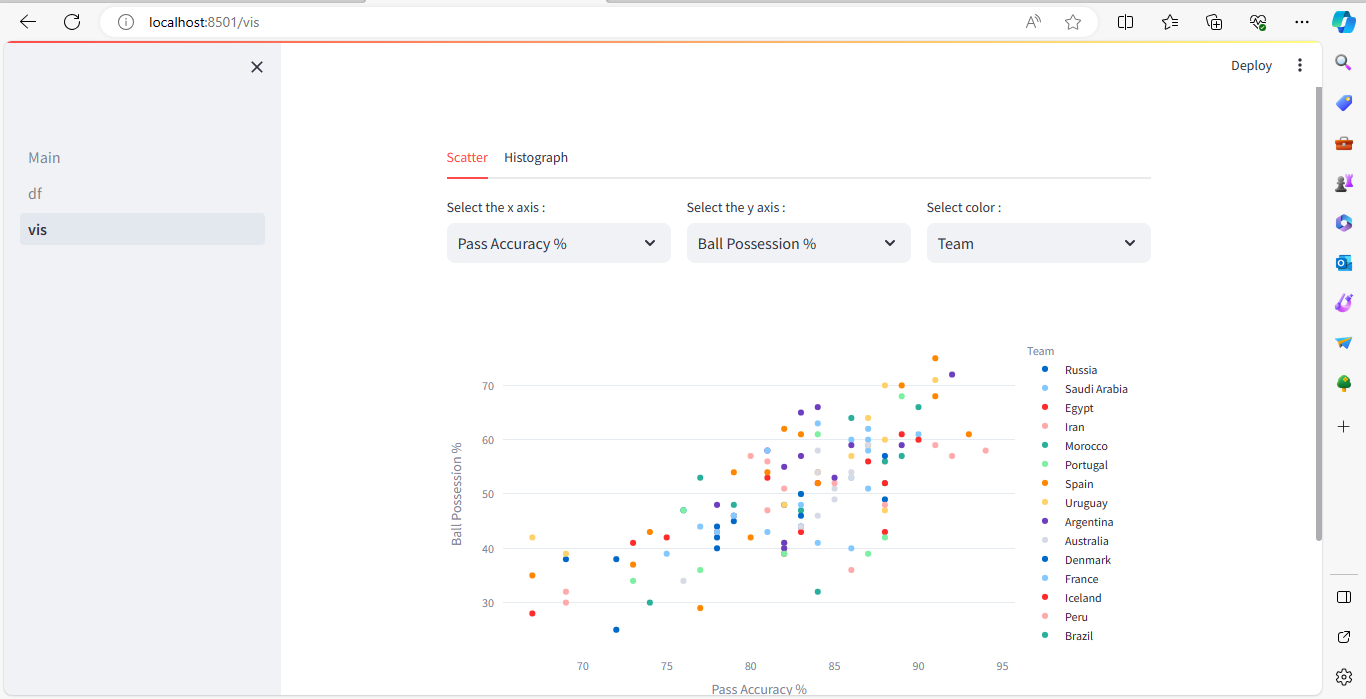 localhost:8501/vis
Deploy
Main
df
vis
Scatter Histograph
Select the x axis : Select the y axis : Select color :
Pass Accuracy % Ball Possession % Team
Team
Russia
Saudi Arabia
Egypt
Iran
Morocco
Portugal
Spain
Uruguay
Argentina
Australia
Denmark
France
Iceland
Peru
Brazil
Ball Possession %
70
60
50
40
30
70 75 80 85 90 95
Pass Accuracy %